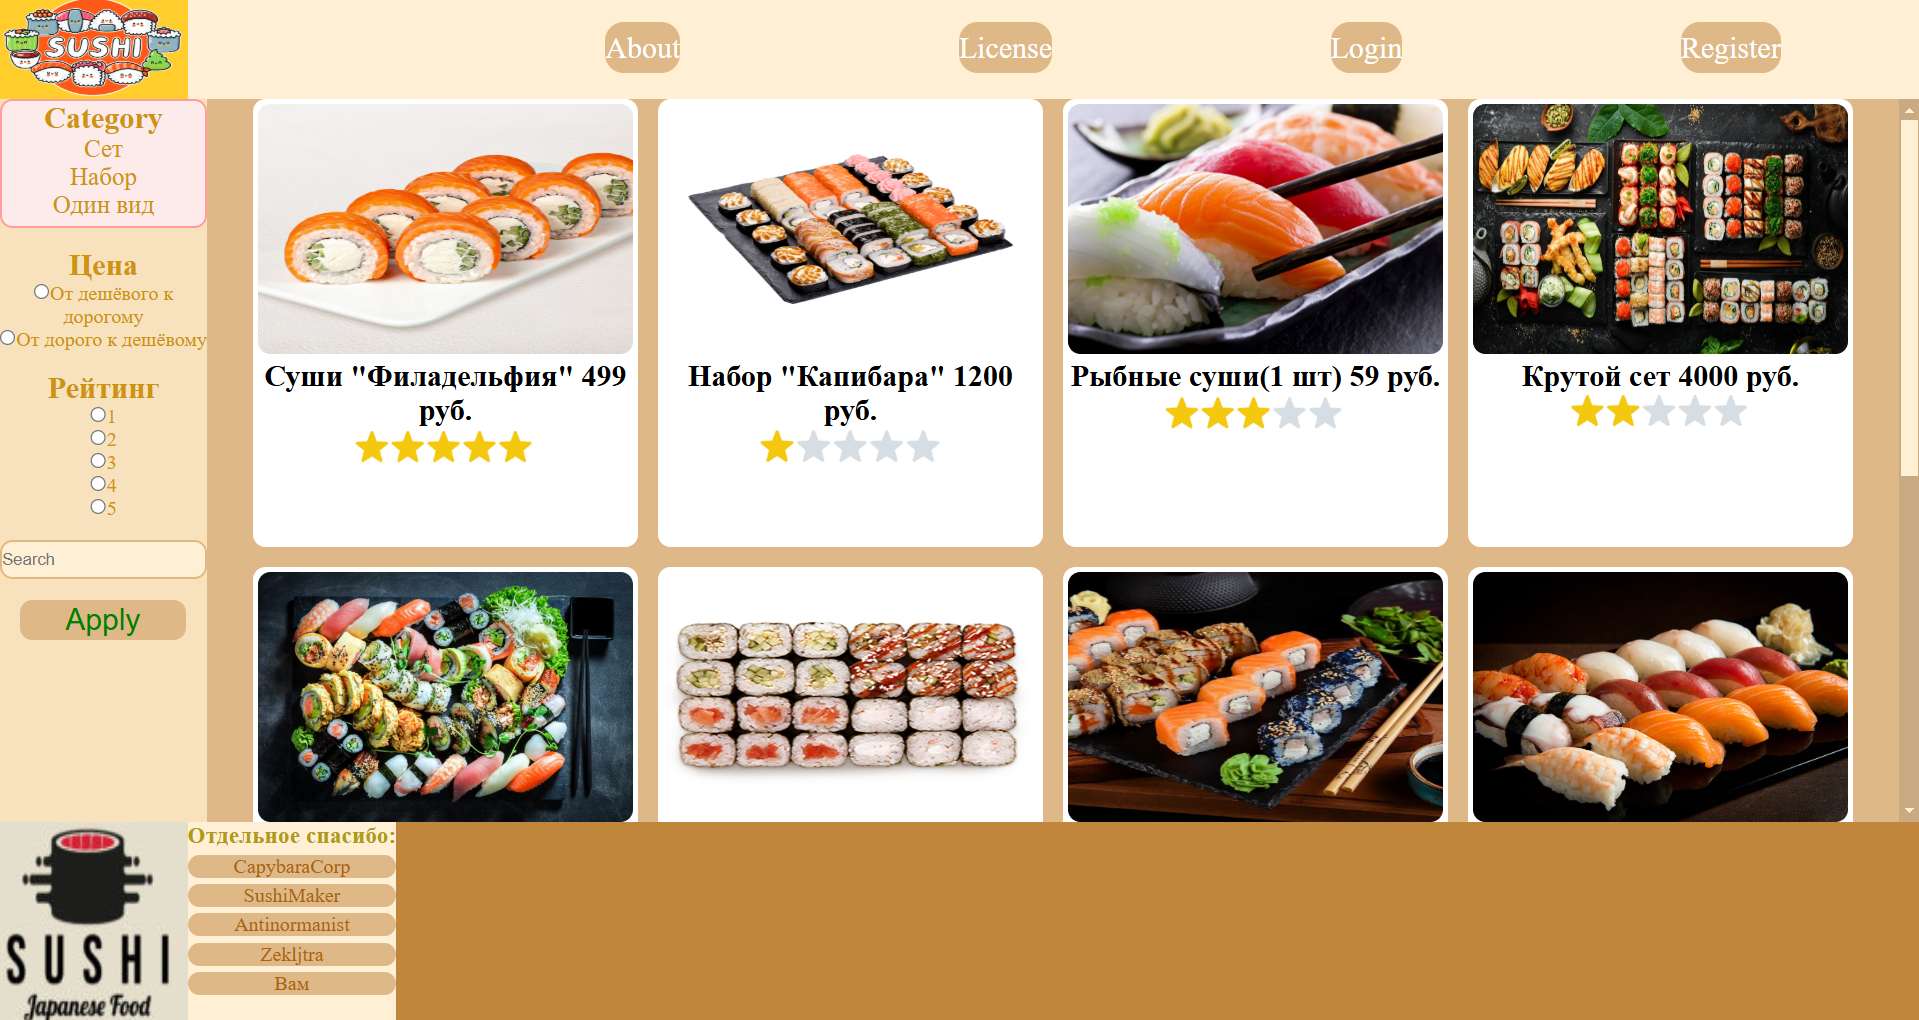 SUSHI
About
License
Login
Register
Category
Сет
Набор
Один вид
Цена
От дешёвого к
дорогому
От дорого к дешёвому
Рейтинг
1
2
3
4
5
Search
Apply
Суши "Филадельфия" 499
руб.
Набор "Капибара" 1200
руб.
Рыбные суши(1 шт) 59 руб.
Крутой сет 4000 руб.
SUSHI
Japanese Food
Отдельное спасибо:
CapybaraCorp
SushiMaker
Antinormanist
Zekljtra
Вам